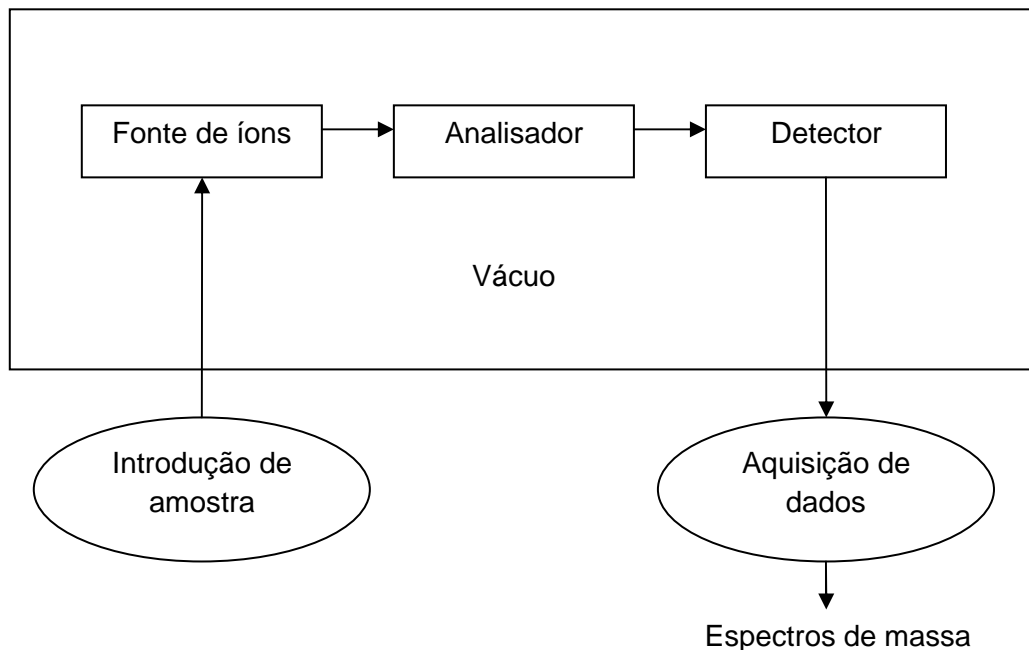 Fonte de íons
Analisador
Detector
Vácuo
Introdução de
amostra
Aquisição de
dados
Espectros de massa